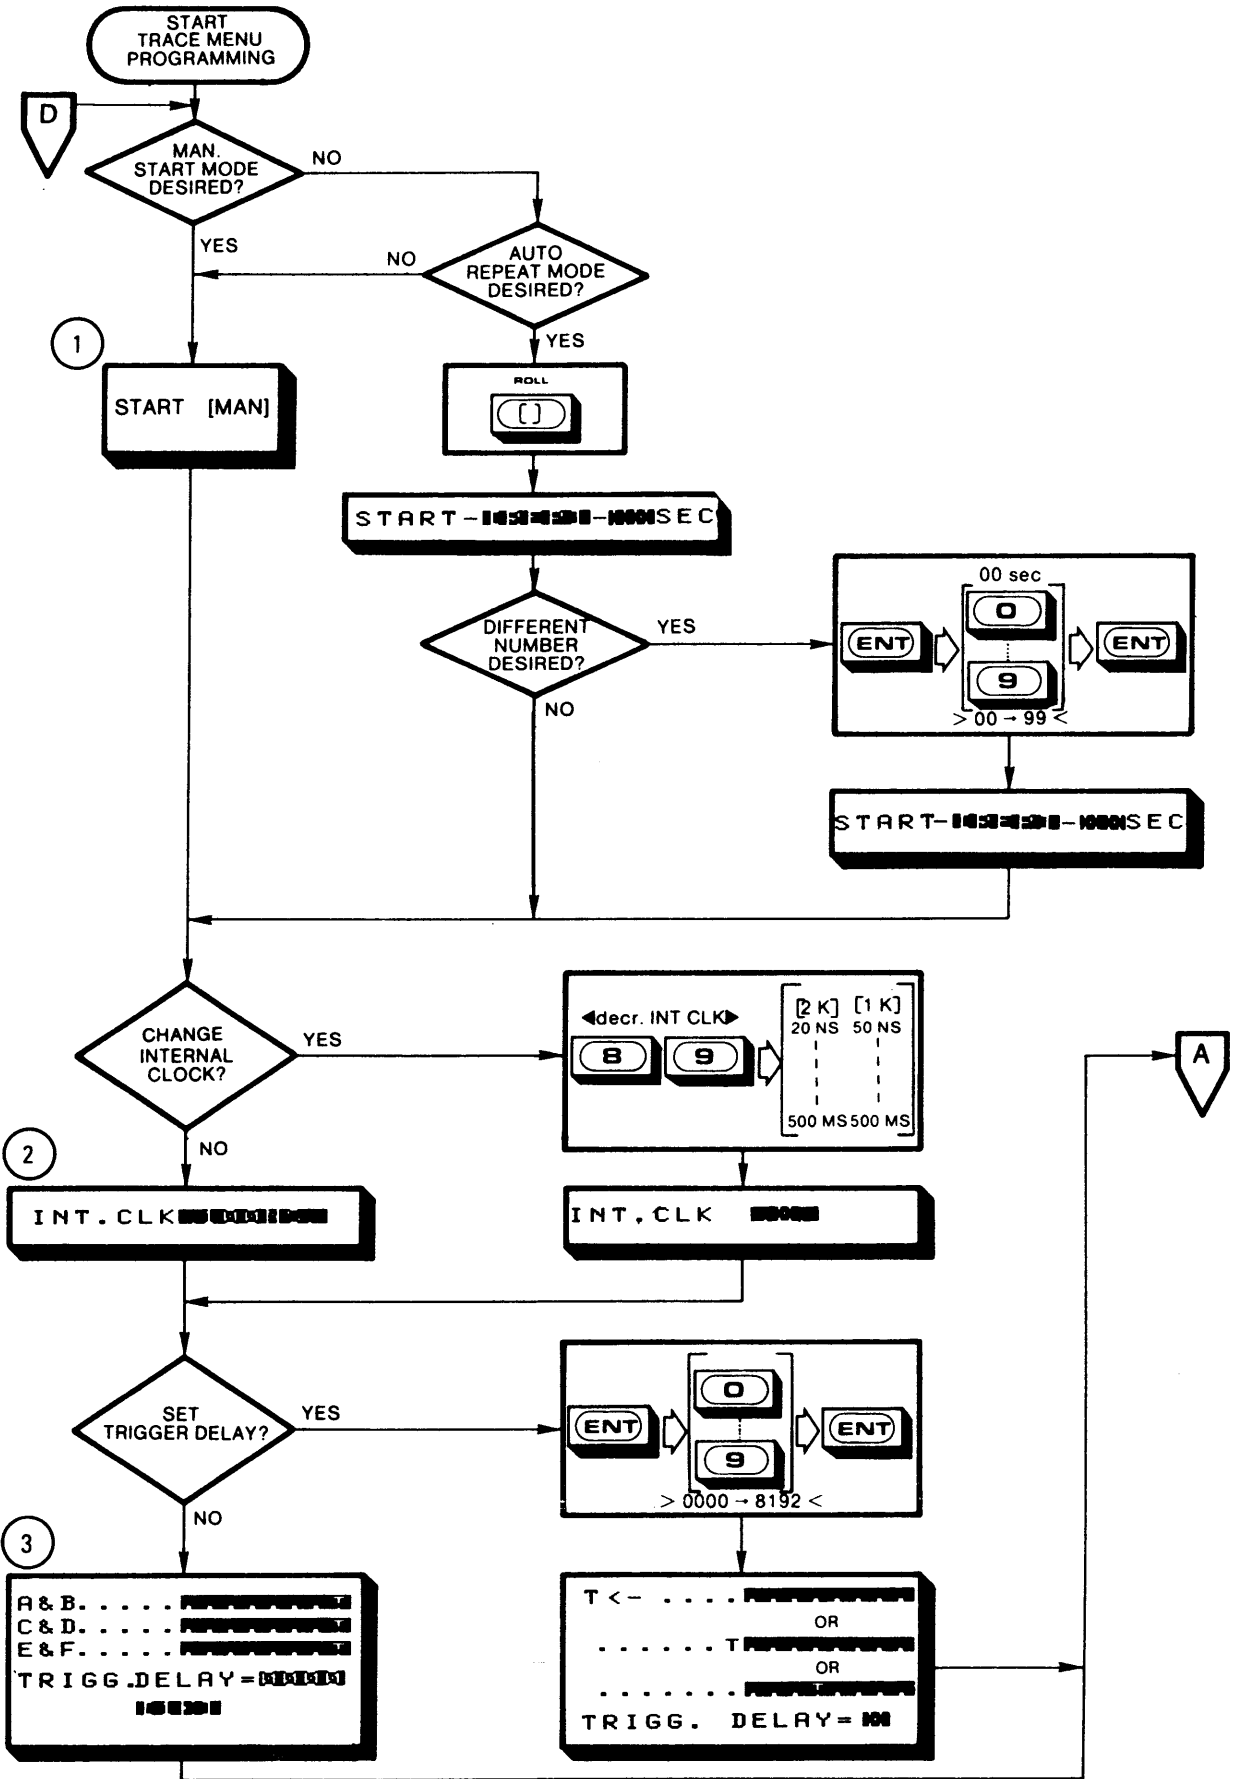 START
TRACE MENU
PROGRAMMING
D
MAN.
START MODE
DESIRED?
NO
YES
AUTO
REPEAT MODE
DESIRED?
NO
YES
1
START [MAN]
ROLL
[ ]
START-
-
SEC
DIFFERENT
NUMBER
DESIRED?
YES
NO
00 sec
0
ENT
ENT
9
> 00 → 99 <
START-
-
SEC
CHANGE
INTERNAL
CLOCK?
YES
NO
◀decr. INT CLK▶
8 9
[2 K] [1 K]
20 NS 50 NS
500 MS 500 MS
A
2
INT.CLK
INT.CLK
SET
TRIGGER DELAY?
YES
NO
0
ENT
ENT
9
> 0000 → 8192 <
3
A&B.....
C&D.....
E&F.....
TRIGG.DELAY=
T<- ....
OR
......T
OR
.......
TRIGG. DELAY=